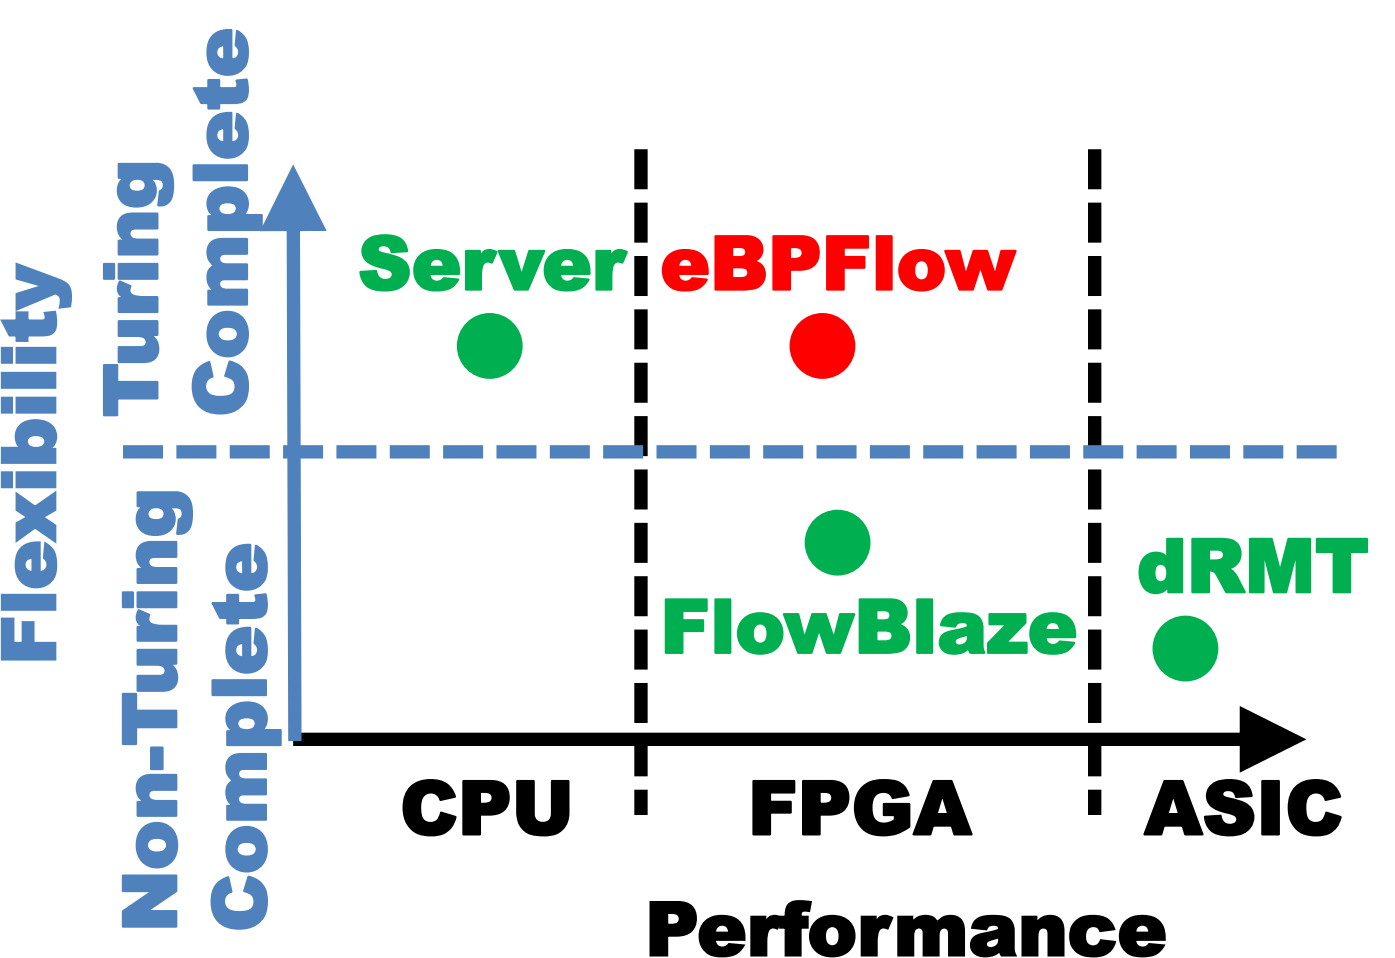 Flexibility
Turing
Complete
Non-Turing
Complete
Server
eBPFlow
FlowBlaze
dRMT
CPU
FPGA
ASIC
Performance